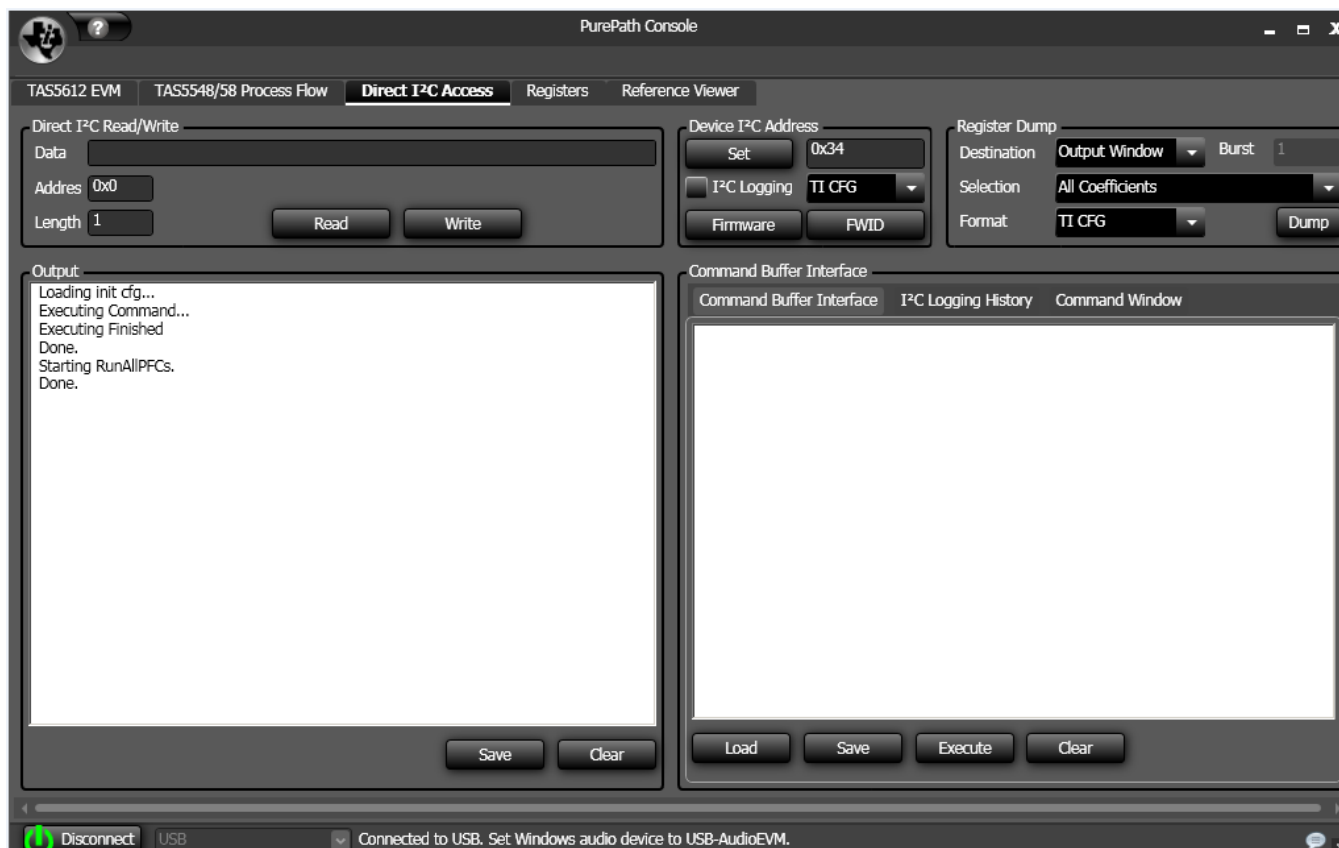 ?
PurePath Console
X
TAS5612 EVM
TAS5548/58 Process Flow
Direct I²C Access
Registers
Reference Viewer
Direct I²C Read/Write
Data
Addres 0x0
Length 1
Read
Write
Device I²C Address
Set
0x34
I²C Logging
TI CFG
Firmware
FWID
Register Dump
Destination
Output Window
Burst
1
Selection
All Coefficients
Format
TI CFG
Dump
Output
Loading init cfg...
Executing Command...
Executing Finished
Done.
Starting RunAllPFCs.
Done.
Save
Clear
Command Buffer Interface
Command Buffer Interface
I²C Logging History
Command Window
Load
Save
Execute
Clear
Disconnect
USB
Connected to USB. Set Windows audio device to USB-AudioEVM.